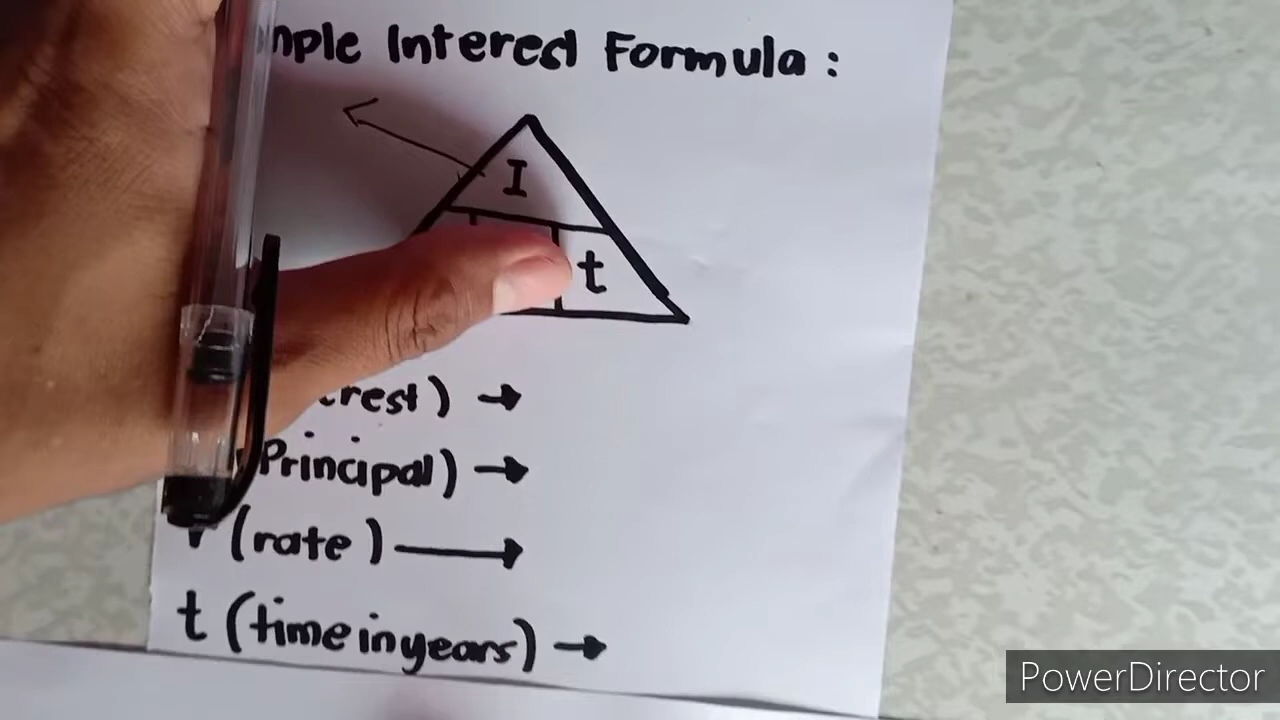 mple Interest Formula :
I
t
erest) →
Principal) →
r (rate) →
t (time in years) →
PowerDirector